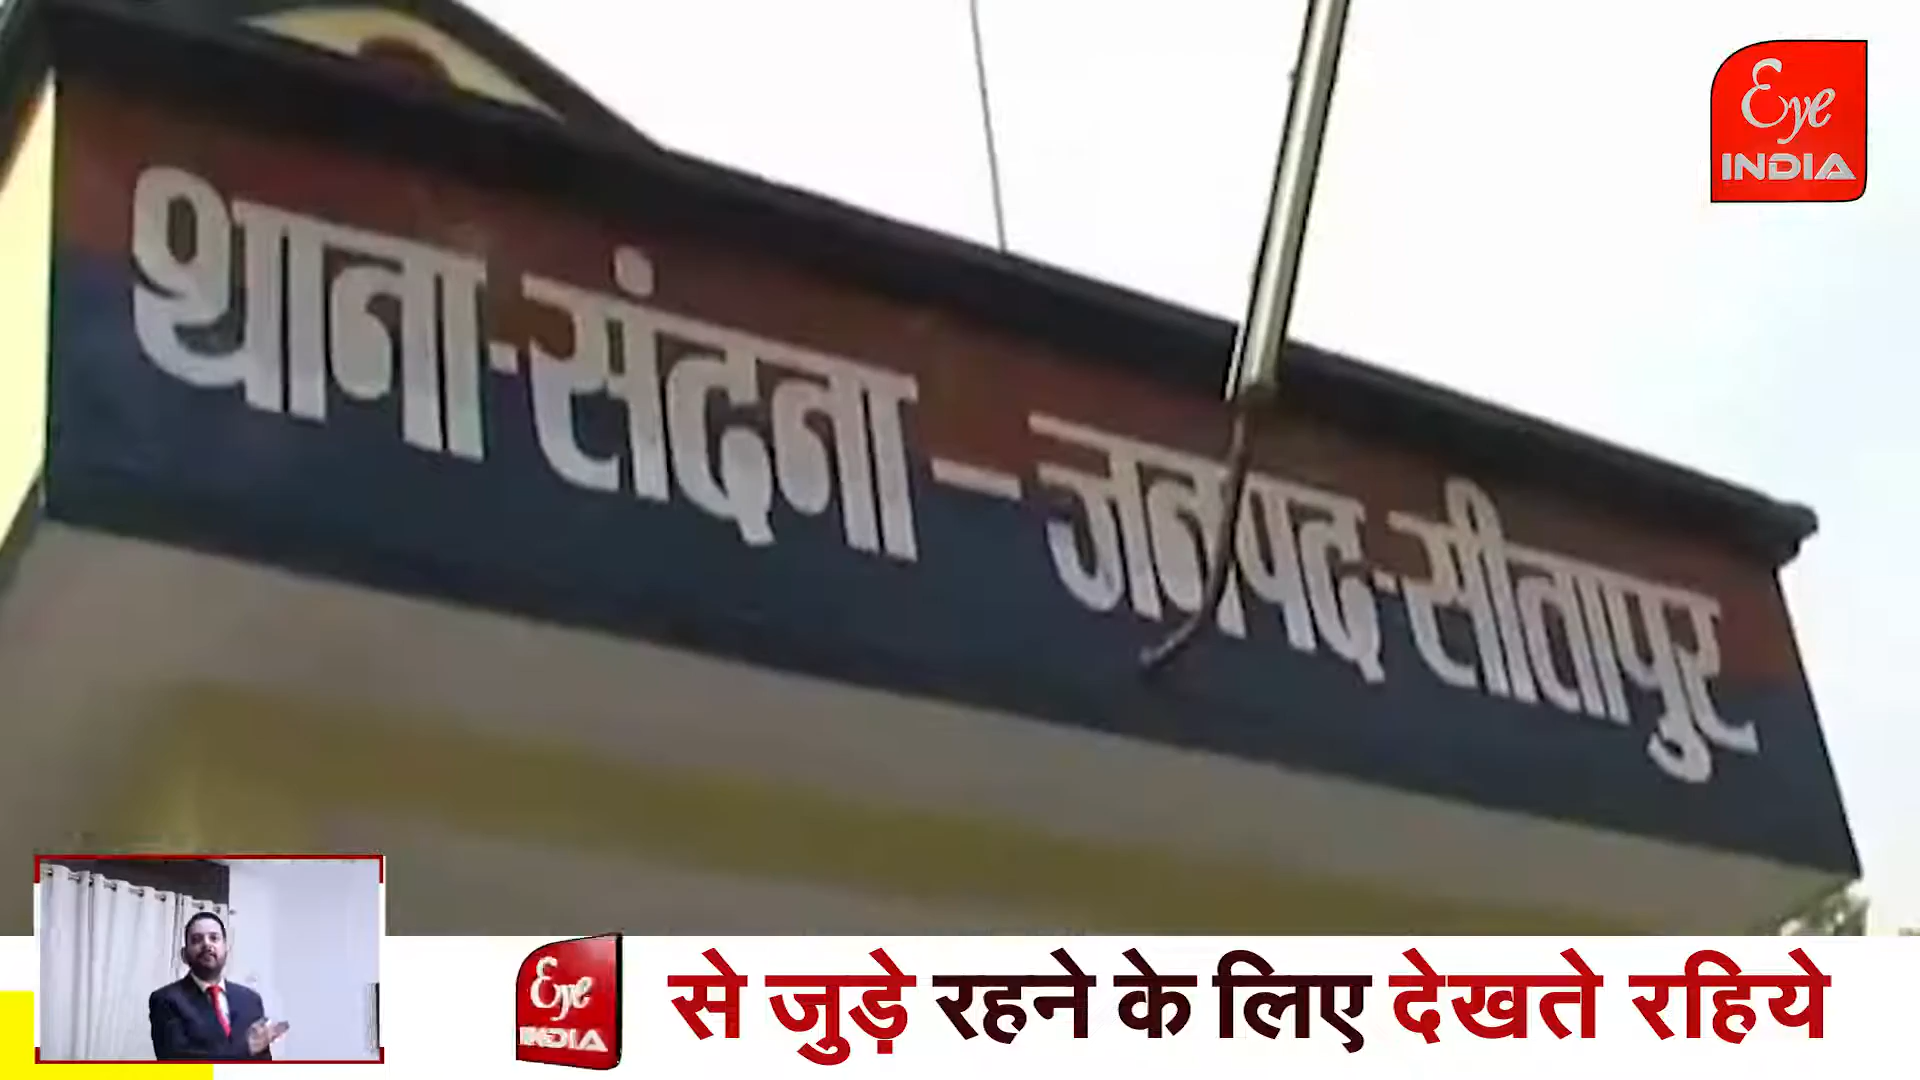 Eye
INDIA
थाना-संदना – जनपद-सीतापुर
Eye
INDIA
से जुड़े रहने के लिए देखते रहिये